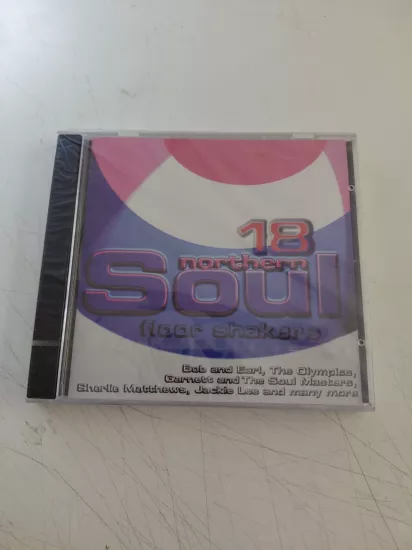 18
northern
Soul
floor shakers
Bob and Earl, The Olympics,
Garnett and The Soul Masters,
Sherlie Matthews, Jackie Lee and many more